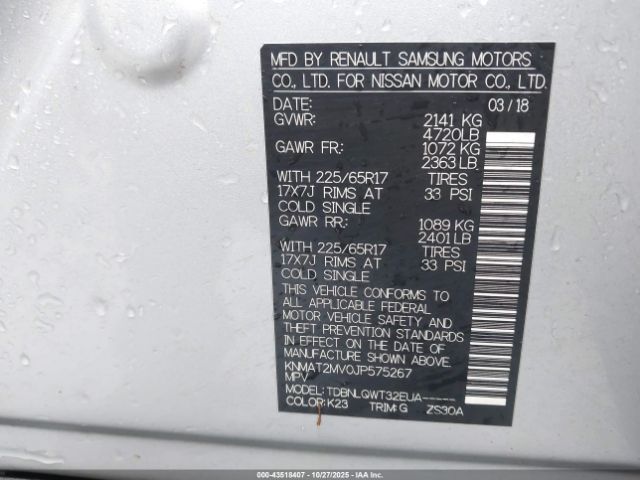 MFD BY RENAULT SAMSUNG MOTORS
CO., LTD. FOR NISSAN MOTOR CO., LTD.
DATE: 03/18
GVWR: 2141 KG
4720LB
GAWR FR: 1072 KG
2363 LB
WITH 225/65R17 TIRES
17X7J RIMS AT 33 PSI
COLD SINGLE
GAWR RR: 1089 KG
2401 LB
WITH 225/65R17 TIRES
17X7J RIMS AT 33 PSI
COLD SINGLE
THIS VEHICLE CONFORMS TO
ALL APPLICABLE FEDERAL
MOTOR VEHICLE SAFETY AND
THEFT PREVENTION STANDARDS
IN EFFECT ON THE DATE OF
MANUFACTURE SHOWN ABOVE.
KNMAT2MV0JP575267
MPV
MODEL: TDBNLQWT32EUA-----
COLOR: K23 TRIM: G ZS30A
000-43518407 - 10/27/2025 - IAAI.com